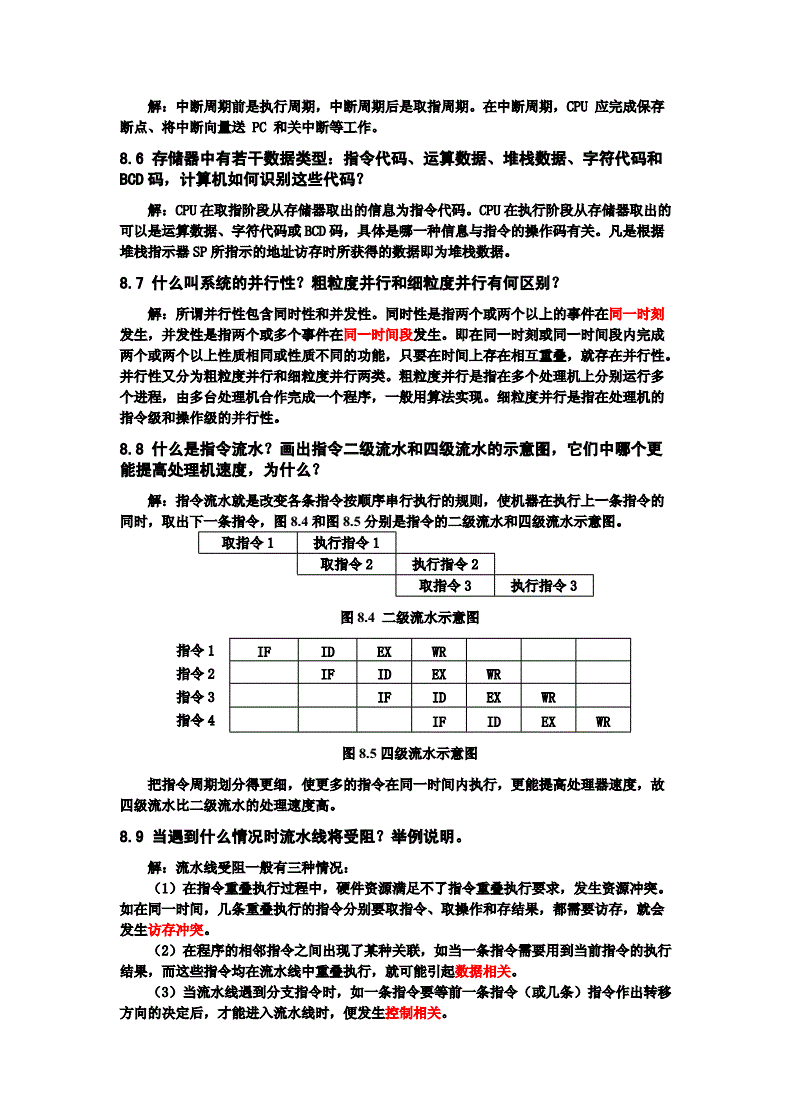 解：中断周期前是执行周期，中断周期后是取指周期。在中断周期，CPU 应完成保存
断点、将中断向量送 PC 和关中断等工作。
8.6 存储器中有若干数据类型：指令代码、运算数据、堆栈数据、字符代码和
BCD 码，计算机如何识别这些代码？
解：CPU 在取指阶段从存储器取出的信息为指令代码。CPU 在执行阶段从存储器取出的
可以是运算数据、字符代码或 BCD 码，具体是哪一种信息与指令的操作码有关。凡是根据
堆栈指示器 SP 所指示的地址访存时所获得的数据即为堆栈数据。
8.7 什么叫系统的并行性？粗粒度并行和细粒度并行有何区别？
解：所谓并行性包含同时性和并发性。同时性是指两个或两个以上的事件在同一时刻
发生，并发性是指两个或多个事件在同一时间段发生。即在同一时刻或同一时间段内完成
两个或两个以上性质相同或性质不同的功能，只要在时间上存在相互重叠，就存在并行性。
并行性又分为粗粒度并行和细粒度并行两类。粗粒度并行是指在多个处理机上分别运行多
个进程，由多台处理机合作完成一个程序，一般用算法实现。细粒度并行是指在处理机的
指令级和操作级的并行性。
8.8 什么是指令流水？画出指令二级流水和四级流水的示意图，它们中哪个更
能提高处理机速度，为什么？
解：指令流水就是改变各条指令按顺序串行执行的规则，使机器在执行上一条指令的
同时，取出下一条指令，图 8.4 和图 8.5 分别是指令的二级流水和四级流水示意图。
取指令 1 执行指令 1
取指令 2 执行指令 2
取指令 3 执行指令 3
图 8.4 二级流水示意图
指令 1 IF ID EX WR
指令 2 IF ID EX WR
指令 3 IF ID EX WR
指令 4 IF ID EX WR
图 8.5 四级流水示意图
把指令周期划分得更细，使更多的指令在同一时间内执行，更能提高处理器速度，故
四级流水比二级流水的处理速度高。
8.9 当遇到什么情况时流水线将受阻？举例说明。
解：流水线受阻一般有三种情况：
（1）在指令重叠执行过程中，硬件资源满足不了指令重叠执行要求，发生资源冲突。
如在同一时间，几条重叠执行的指令分别要取指令、取操作和存结果，都需要访存，就会
发生访存冲突。
（2）在程序的相邻指令之间出现了某种关联，如当一条指令需要用到当前指令的执行
结果，而这些指令均在流水线中重叠执行，就可能引起数据相关。
（3）当流水线遇到分支指令时，如一条指令要等前一条指令（或几条）指令作出转移
方向的决定后，才能进入流水线时，便发生控制相关。